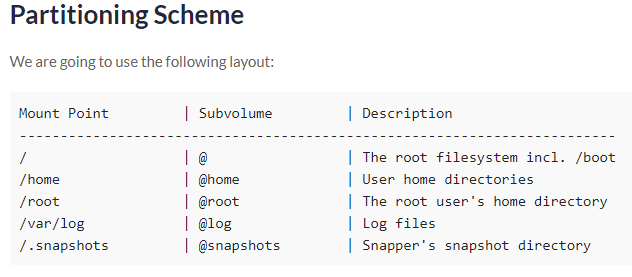 Partitioning Scheme
We are going to use the following layout:
Mount Point | Subvolume | Description
------------------------------------------------------------------------
/ | @ | The root filesystem incl. /boot
/home | @home | User home directories
/root | @root | The root user's home directory
/var/log | @log | Log files
/.snapshots | @snapshots | Snapper's snapshot directory